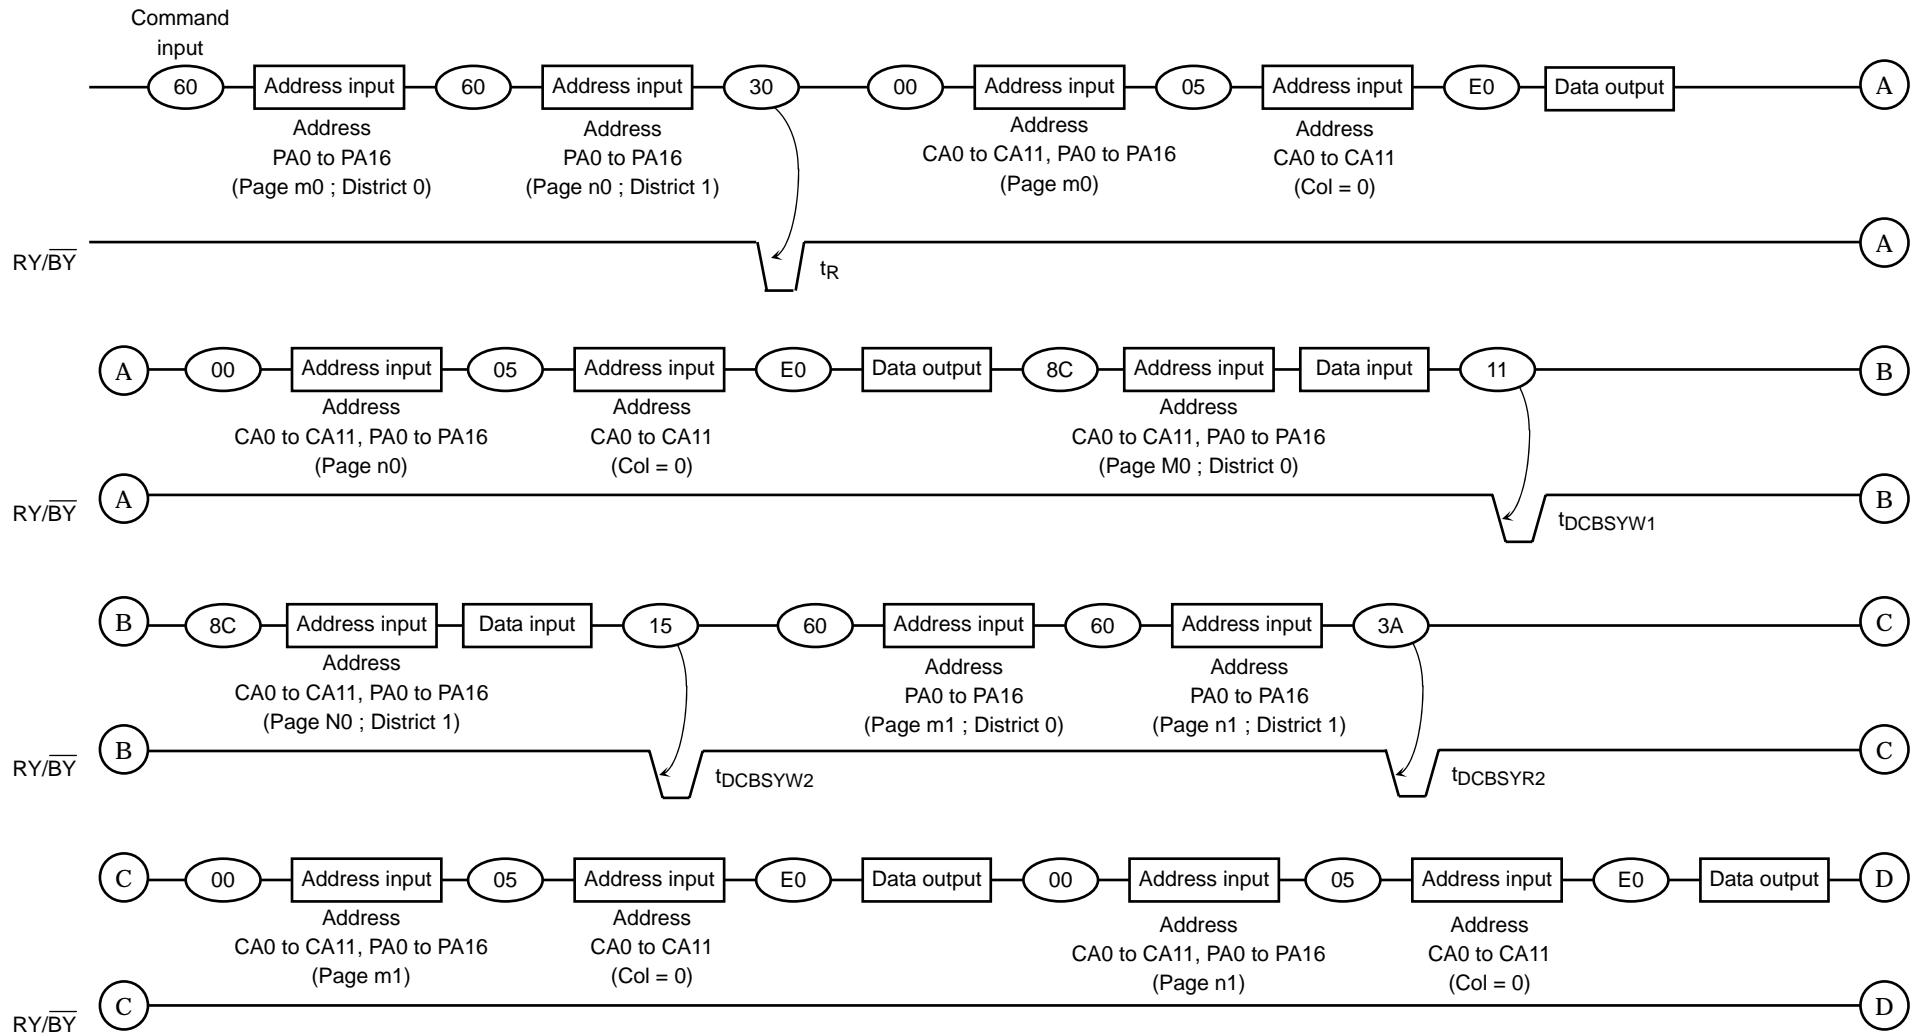 Command
input
60 Address input 60 Address input 30 00 Address input 05 Address input E0 Data output A
Address
PA0 to PA16
(Page m0 ; District 0)
Address
PA0 to PA16
(Page n0 ; District 1)
Address
CA0 to CA11, PA0 to PA16
(Page m0)
Address
CA0 to CA11
(Col = 0)
RY/B̅Y̅ tR A
A 00 Address input 05 Address input E0 Data output 8C Address input Data input 11 B
Address
CA0 to CA11, PA0 to PA16
(Page n0)
Address
CA0 to CA11
(Col = 0)
Address
CA0 to CA11, PA0 to PA16
(Page M0 ; District 0)
RY/B̅Y̅ A tDCBSYW1 B
B 8C Address input Data input 15 60 Address input 60 Address input 3A C
Address
CA0 to CA11, PA0 to PA16
(Page N0 ; District 1)
Address
PA0 to PA16
(Page m1 ; District 0)
Address
PA0 to PA16
(Page n1 ; District 1)
RY/B̅Y̅ B tDCBSYW2 tDCBSYR2 C
C 00 Address input 05 Address input E0 Data output 00 Address input 05 Address input E0 Data output D
Address
CA0 to CA11, PA0 to PA16
(Page m1)
Address
CA0 to CA11
(Col = 0)
Address
CA0 to CA11, PA0 to PA16
(Page n1)
Address
CA0 to CA11
(Col = 0)
RY/B̅Y̅ C D